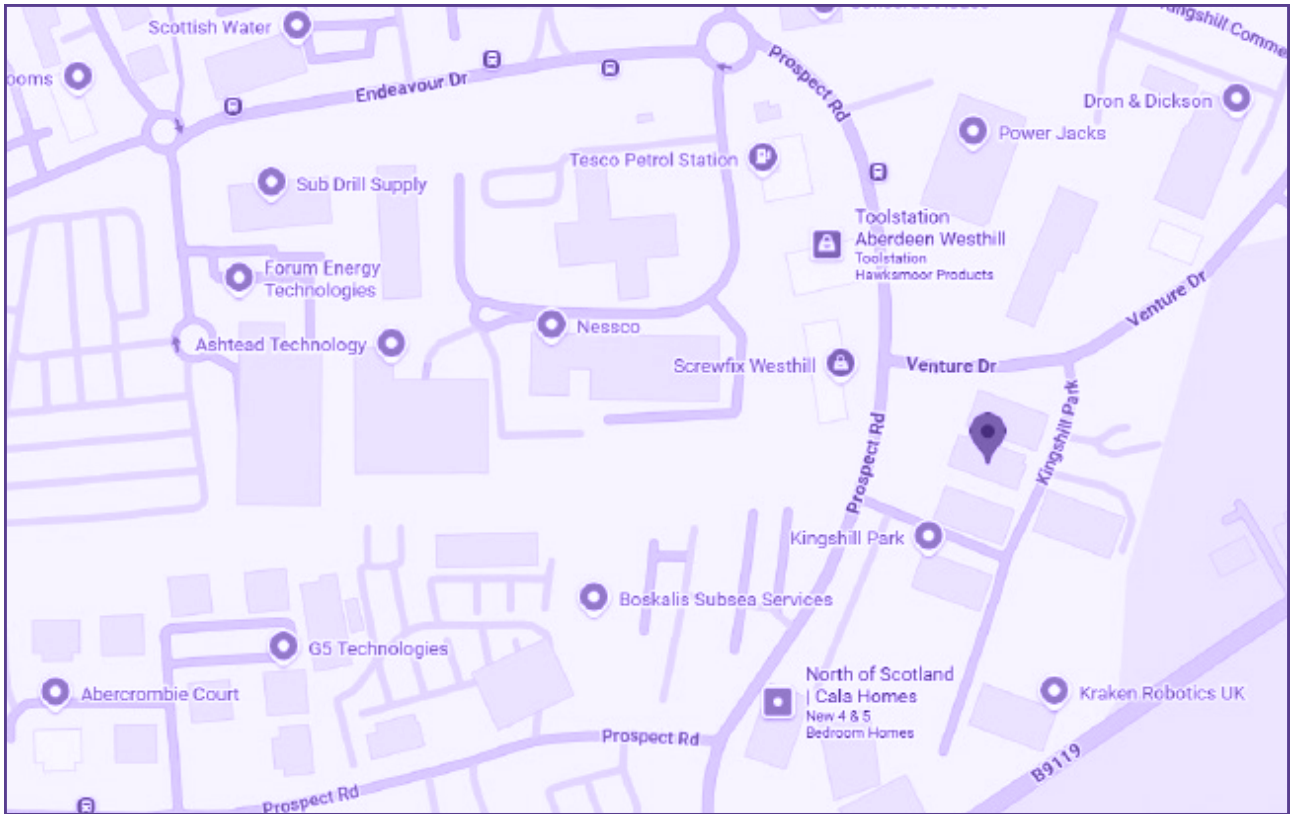 Scottish Water
ooms
Endeavour Dr
Prospect Rd
Dron & Dickson
Power Jacks
Tesco Petrol Station
Sub Drill Supply
Toolstation
Aberdeen Westhill
Toolstation
Hawksmoor Products
Forum Energy
Technologies
Venture Dr
Nessco
Ashtead Technology
Screwfix Westhill
Venture Dr
Kingshill Park
Prospect Rd
Kingshill Park
Boskalis Subsea Services
G5 Technologies
North of Scotland
| Cala Homes
New 4 & 5
Bedroom Homes
Abercrombie Court
Kraken Robotics UK
Prospect Rd
B9119
Prospect Rd